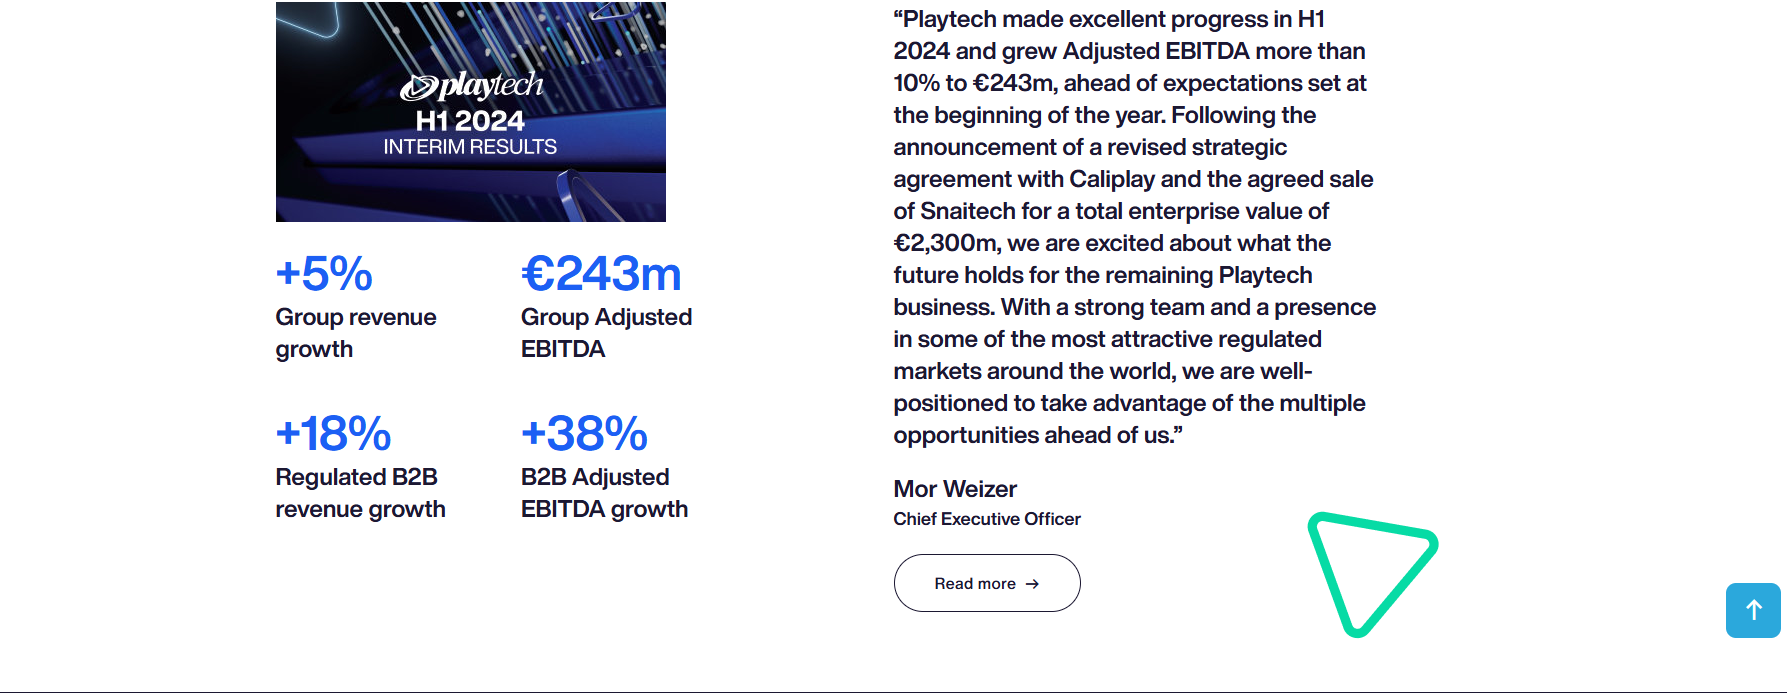 playtech
H1 2024
INTERIM RESULTS
+5%
Group revenue
growth
€243m
Group Adjusted
EBITDA
+18%
Regulated B2B
revenue growth
+38%
B2B Adjusted
EBITDA growth
“Playtech made excellent progress in H1
2024 and grew Adjusted EBITDA more than
10% to €243m, ahead of expectations set at
the beginning of the year. Following the
announcement of a revised strategic
agreement with Caliplay and the agreed sale
of Snaitech for a total enterprise value of
€2,300m, we are excited about what the
future holds for the remaining Playtech
business. With a strong team and a presence
in some of the most attractive regulated
markets around the world, we are well-
positioned to take advantage of the multiple
opportunities ahead of us.”
Mor Weizer
Chief Executive Officer
Read more →